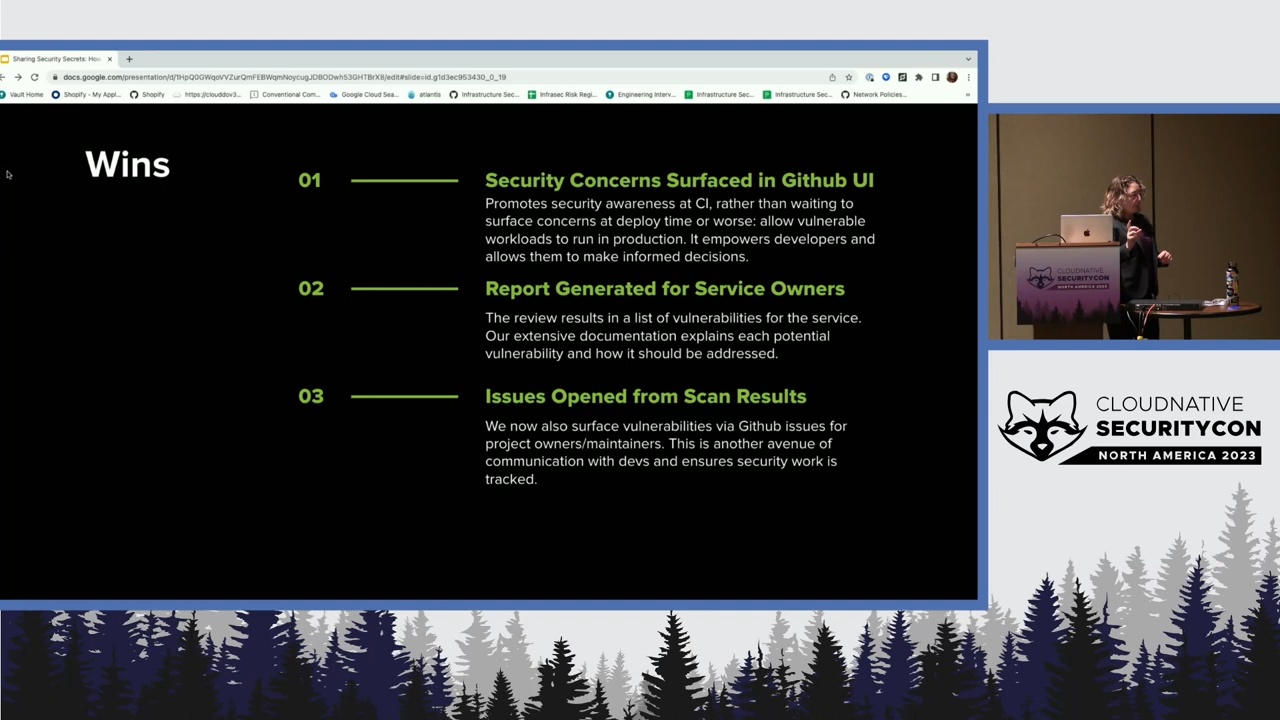 Sharing Security Secrets: How
docs.google.com/presentation/d/1HpQ0GWqoVVZurQmFEBWqmNoycugJDBODwh53GHTBrX8/edit#slide=id.g1d3ec953430_0_19
Vault Home
Shopify - My Appl...
Shopify
https://clouddov3...
Conventional Com...
Google Cloud Sea...
atlantis
Infrastructure Sec...
Infrasec Risk Regi...
Engineering Interv...
Infrastructure Sec...
Infrastructure Sec...
Network Policies...
Wins
01
Security Concerns Surfaced in Github UI
Promotes security awareness at CI, rather than waiting to
surface concerns at deploy time or worse: allow vulnerable
workloads to run in production. It empowers developers and
allows them to make informed decisions.
02
Report Generated for Service Owners
The review results in a list of vulnerabilities for the service.
Our extensive documentation explains each potential
vulnerability and how it should be addressed.
03
Issues Opened from Scan Results
We now also surface vulnerabilities via Github issues for
project owners/maintainers. This is another avenue of
communication with devs and ensures security work is
tracked.
CLOUDNATIVE
SECURITYCON
NORTH AMERICA 2023
CLOUDNATIVE
SECURITYCON
NORTH AMERICA 2023